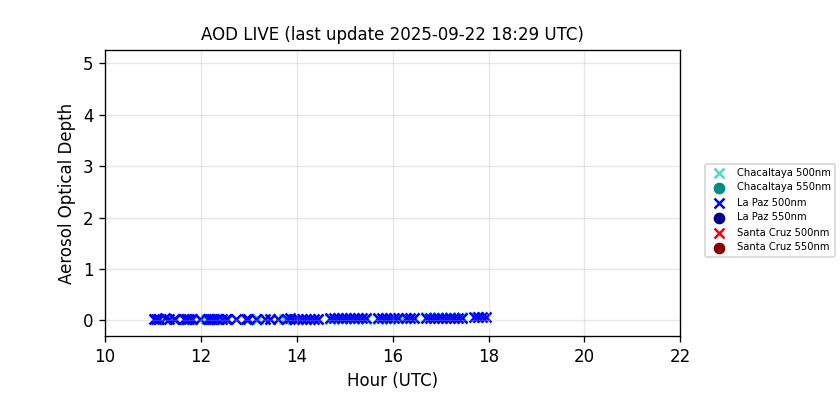 AOD LIVE (last update 2025-09-22 18:29 UTC)
Aerosol Optical Depth
5
4
3
2
1
0
10 12 14 16 18 20 22
Hour (UTC)
Chacaltaya 500nm
Chacaltaya 550nm
La Paz 500nm
La Paz 550nm
Santa Cruz 500nm
Santa Cruz 550nm